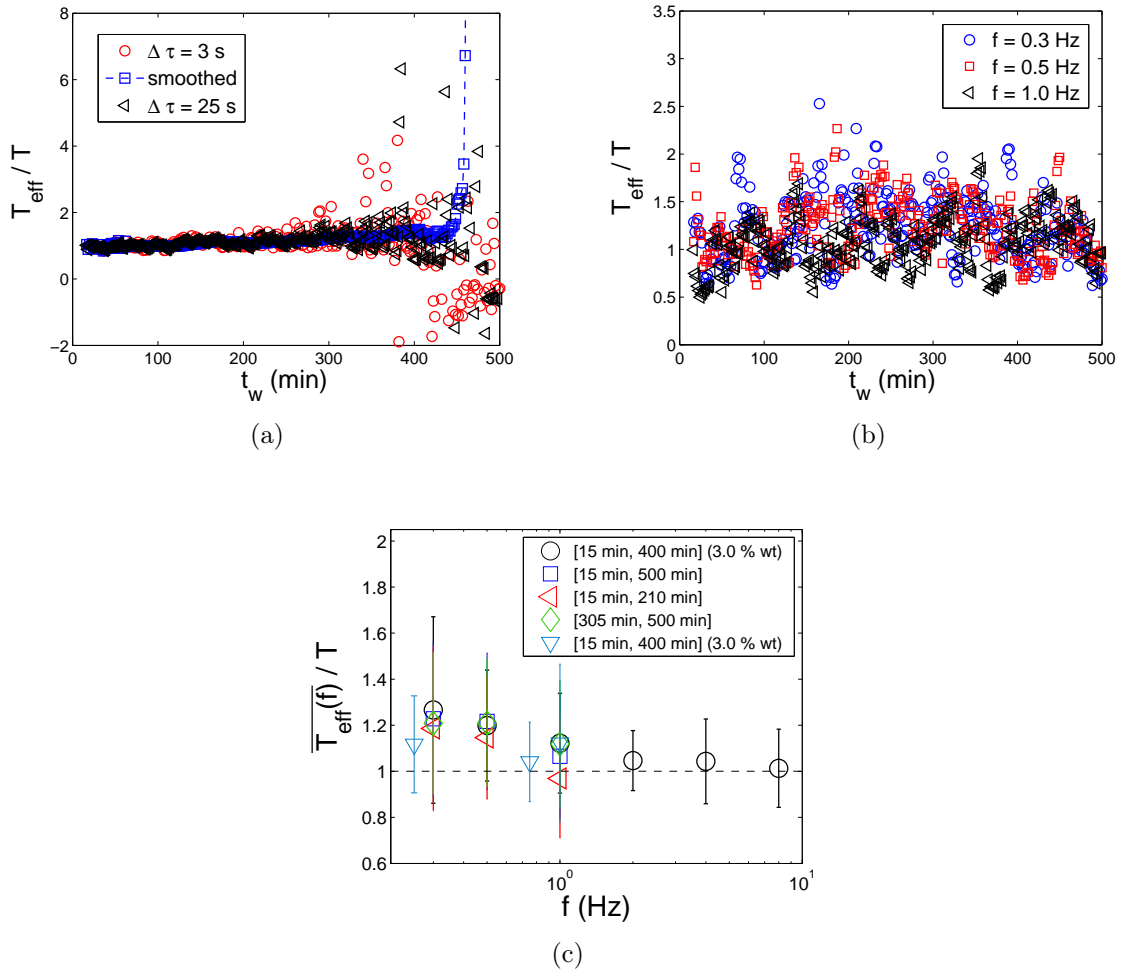 8
6
4
2
0
−2
T_eff / T
Δ τ = 3 s
smoothed
Δ τ = 25 s
0 100 200 300 400 500
t_w (min)
(a)
3.5
3
2.5
2
1.5
1
0.5
0
T_eff / T
f = 0.3 Hz
f = 0.5 Hz
f = 1.0 Hz
0 100 200 300 400 500
t_w (min)
(b)
2
1.8
1.6
1.4
1.2
1
0.8
0.6
T_eff(f) / T
[15 min, 400 min] (3.0 % wt)
[15 min, 500 min]
[15 min, 210 min]
[305 min, 500 min]
[15 min, 400 min] (3.0 % wt)
10^0 10^1
f (Hz)
(c)